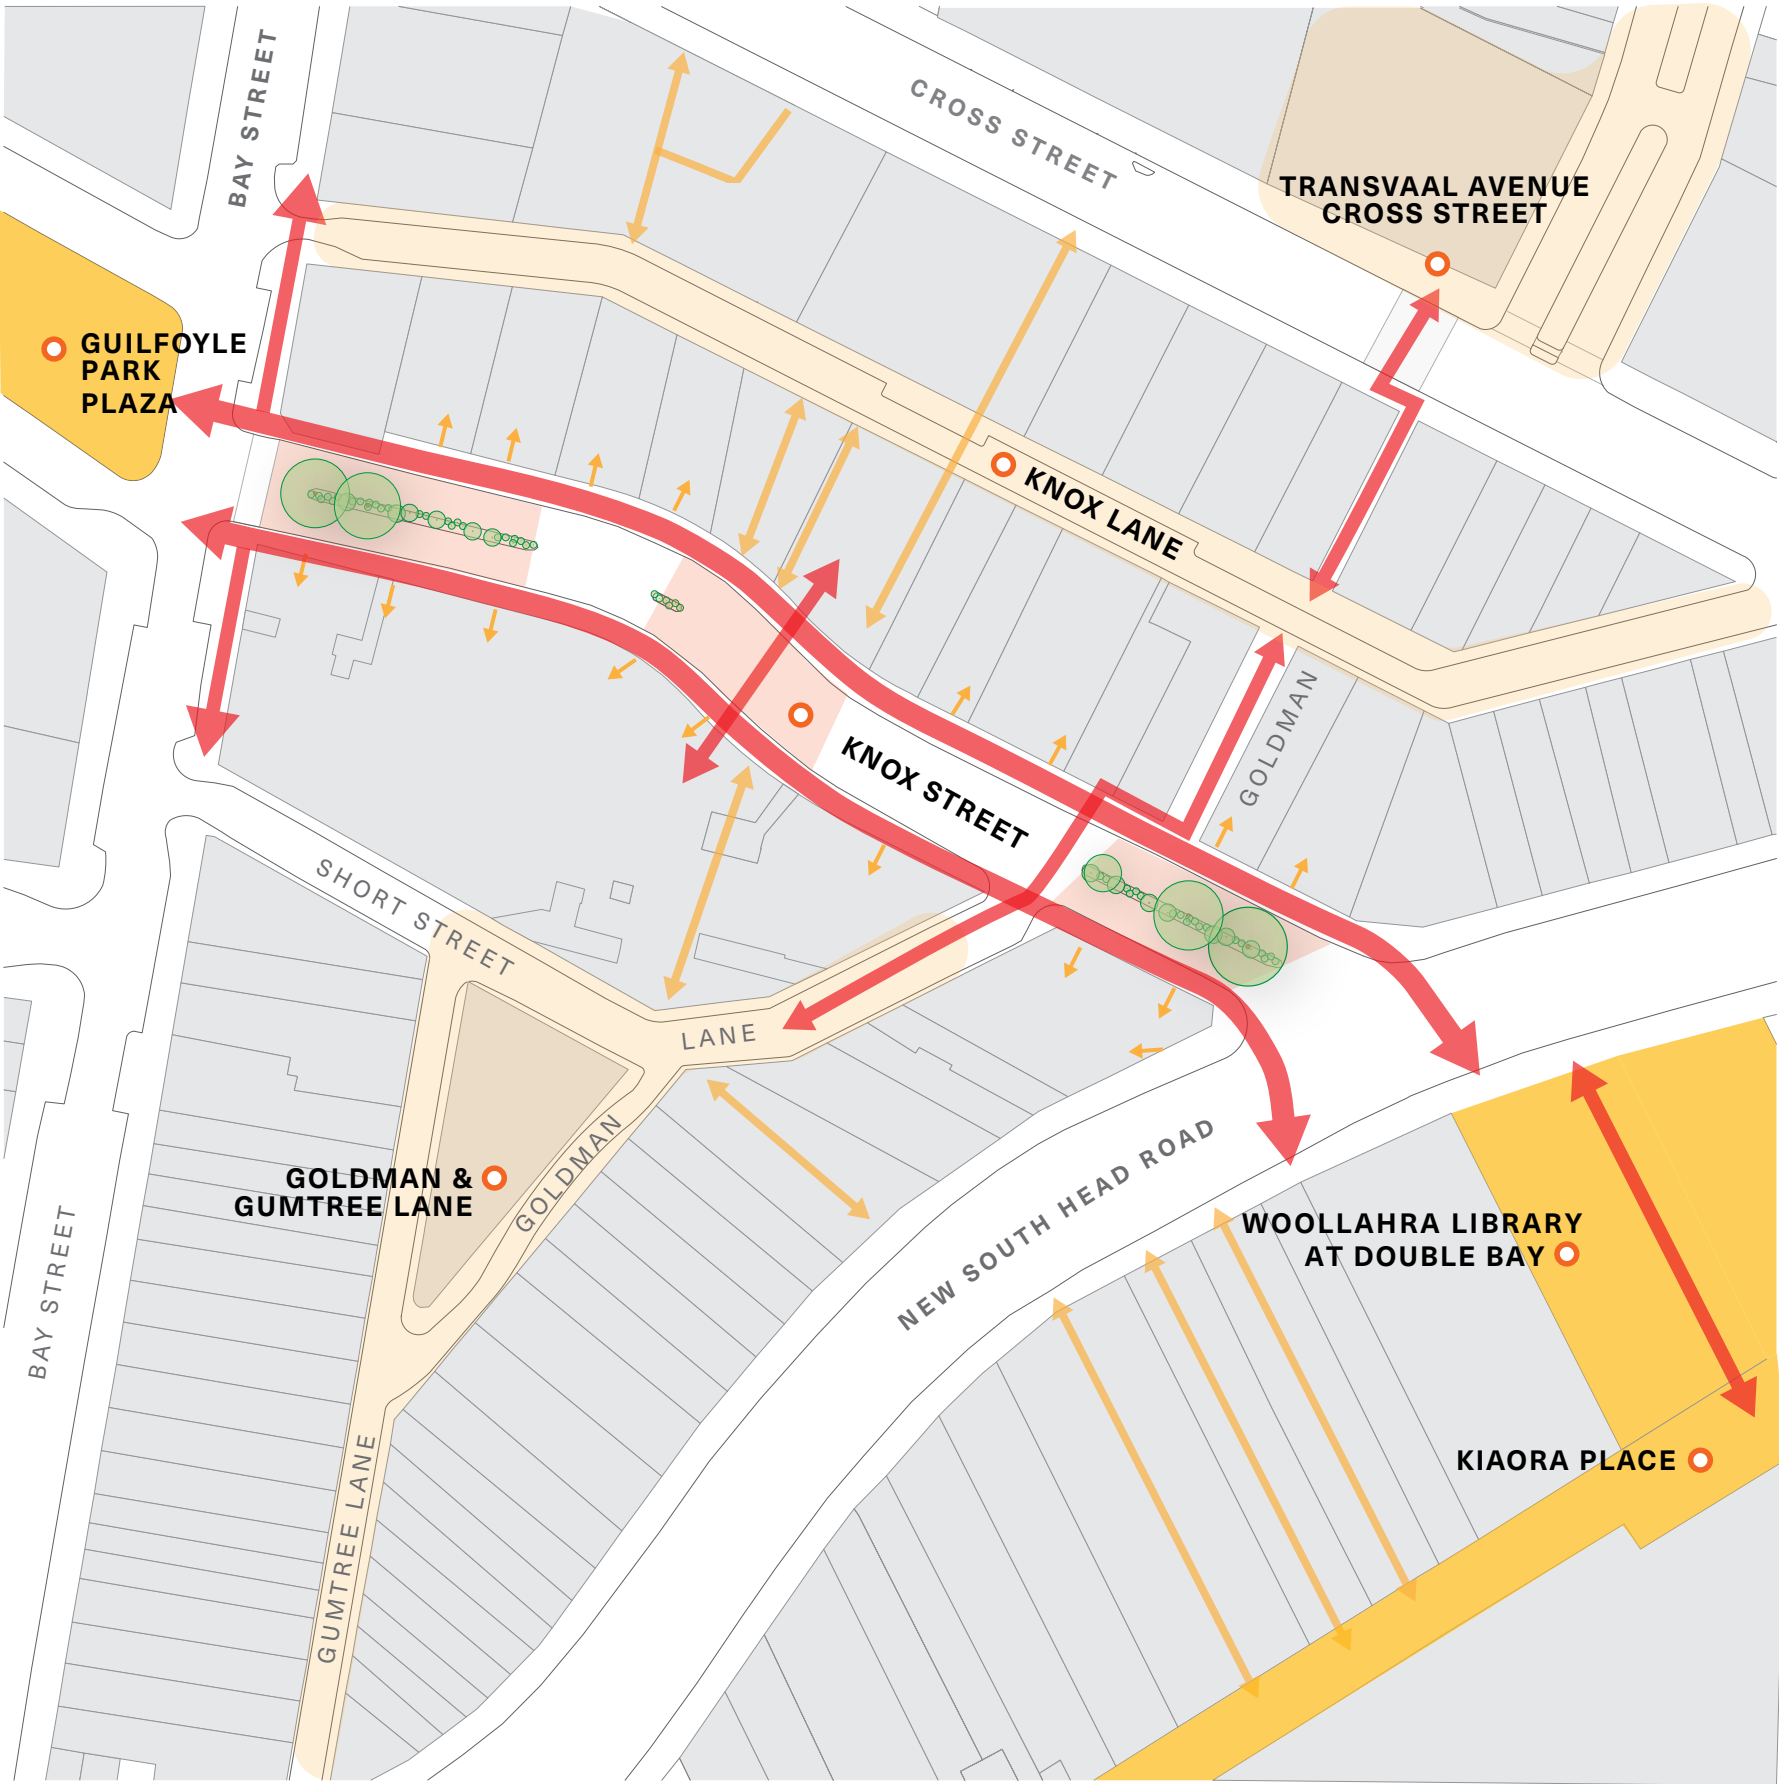 BAY STREET
CROSS STREET
TRANSVAAL AVENUE
CROSS STREET
GUILFOYLE
PARK
PLAZA
KNOX LANE
GOLDMAN
KNOX STREET
SHORT STREET
LANE
GOLDMAN &
GUMTREE LANE
GOLDMAN
NEW SOUTH HEAD ROAD
WOOLLAHRA LIBRARY
AT DOUBLE BAY
BAY STREET
GUMTREE LANE
KIAORA PLACE